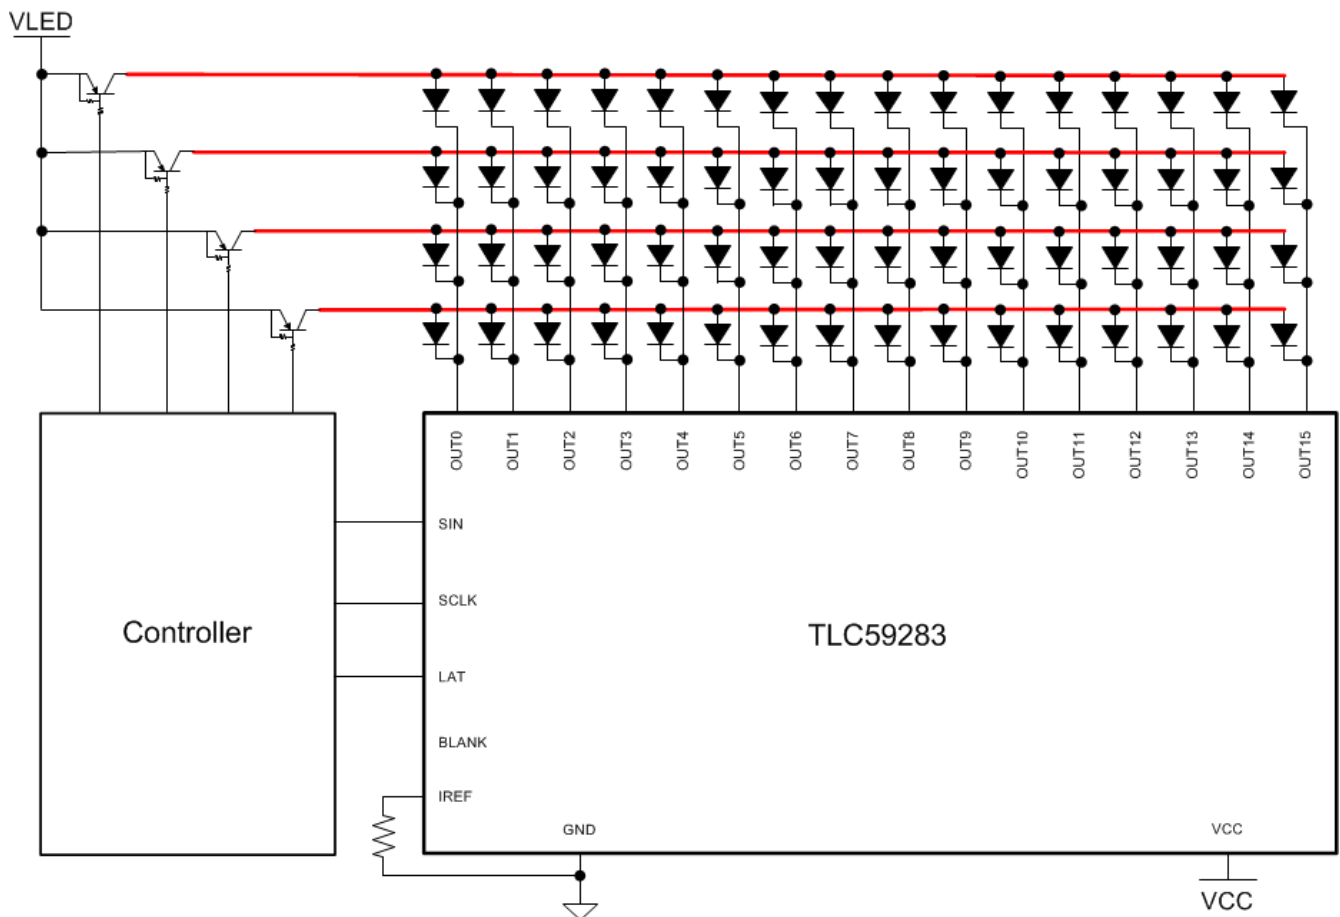 VLED
OUT0
OUT1
OUT2
OUT3
OUT4
OUT5
OUT6
OUT7
OUT8
OUT9
OUT10
OUT11
OUT12
OUT13
OUT14
OUT15
SIN
SCLK
Controller
TLC59283
LAT
BLANK
IREF
GND
VCC
VCC